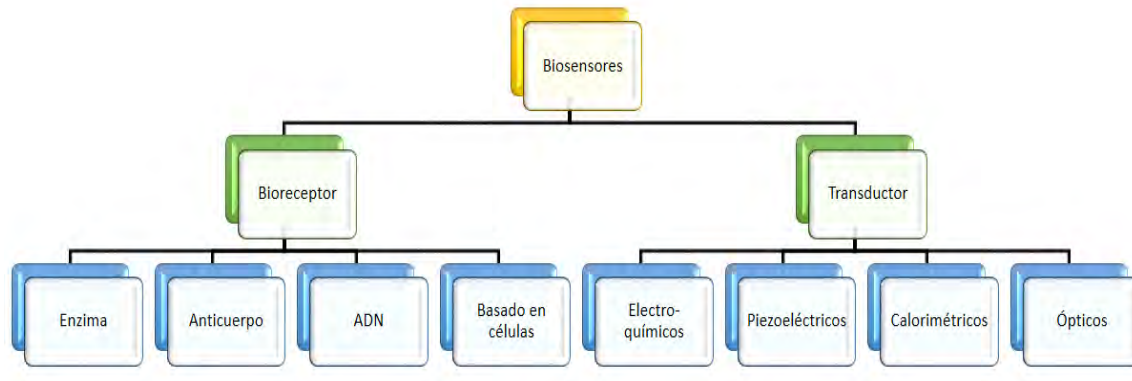 Biosensores
Bioreceptor
Transductor
Enzima
Anticuerpo
ADN
Basado en
células
Electro-
químicos
Piezoeléctricos
Calorimétricos
Ópticos